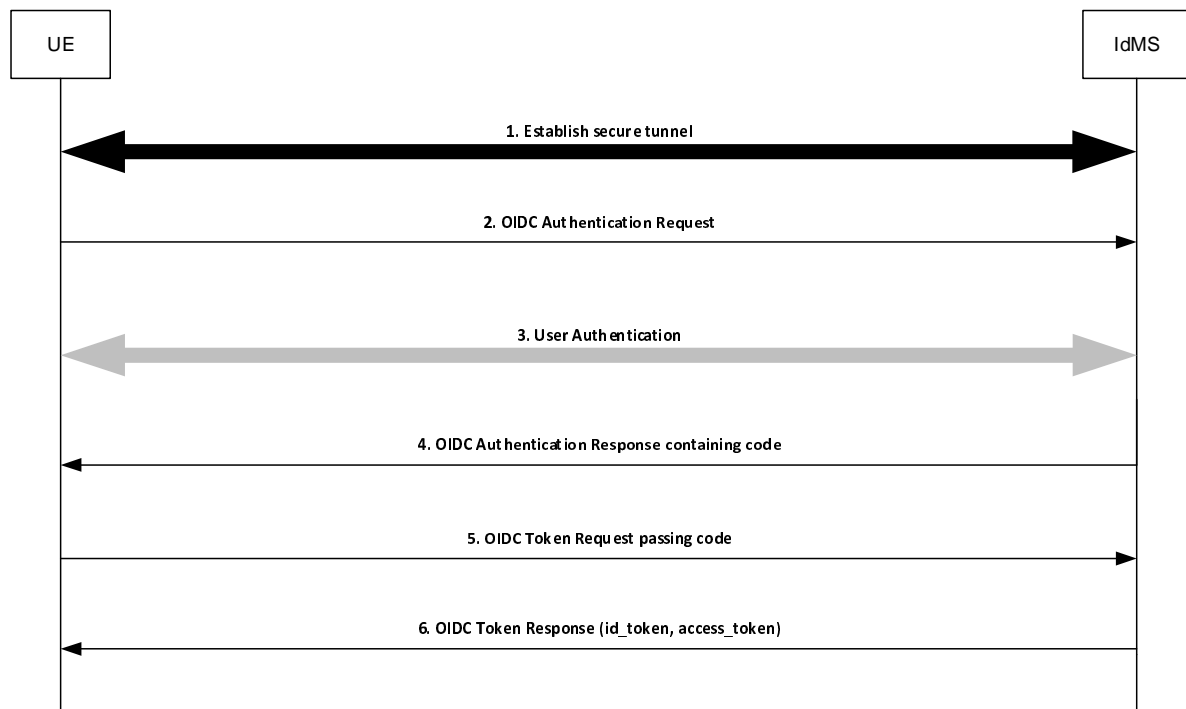 UE
IdMS
1. Establish secure tunnel
2. OIDC Authentication Request
3. User Authentication
4. OIDC Authentication Response containing code
5. OIDC Token Request passing code
6. OIDC Token Response (id_token, access_token)